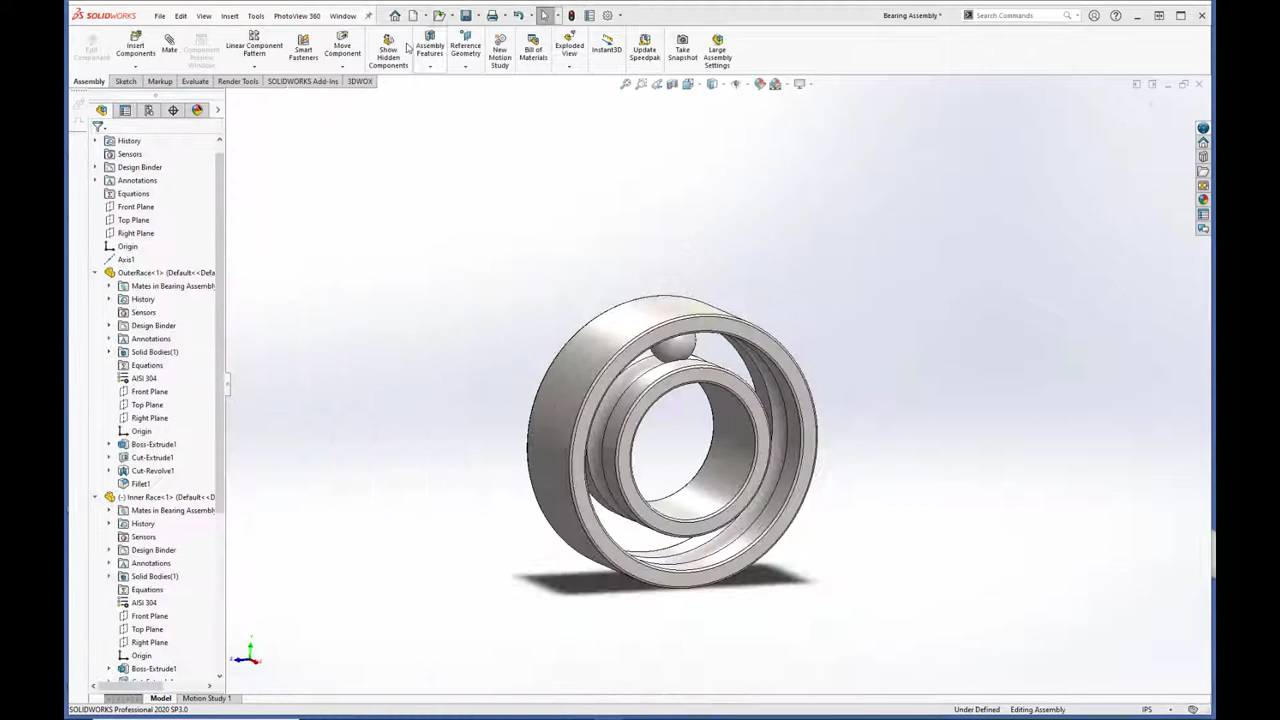 SOLIDWORKS File Edit View Insert Tools PhotoView 360 Window Bearing Assembly * Search Commands
Edit Component Insert Components Mate Component Preview Window Linear Component Pattern Smart Fasteners Move Component Show Hidden Components Assembly Features Reference Geometry New Motion Study Bill of Materials Exploded View Instant3D Update Speedpak Take Snapshot Large Assembly Settings
Assembly Sketch Markup Evaluate Render Tools SOLIDWORKS Add-Ins 3DWOX
History
Sensors
Design Binder
Annotations
Equations
Front Plane
Top Plane
Right Plane
Origin
Axis1
OuterRace<1> (Default<<Defa
Mates in Bearing Assembly
History
Sensors
Design Binder
Annotations
Solid Bodies(1)
Equations
AISI 304
Front Plane
Top Plane
Right Plane
Origin
Boss-Extrude1
Cut-Extrude1
Cut-Revolve1
Fillet1
(-) Inner Race<1> (Default<<D
Mates in Bearing Assembly
History
Sensors
Design Binder
Annotations
Solid Bodies(1)
Equations
AISI 304
Front Plane
Top Plane
Right Plane
Origin
Boss-Extrude1
Model Motion Study 1
SOLIDWORKS Professional 2020 SP3.0 Under Defined Editing Assembly IPS